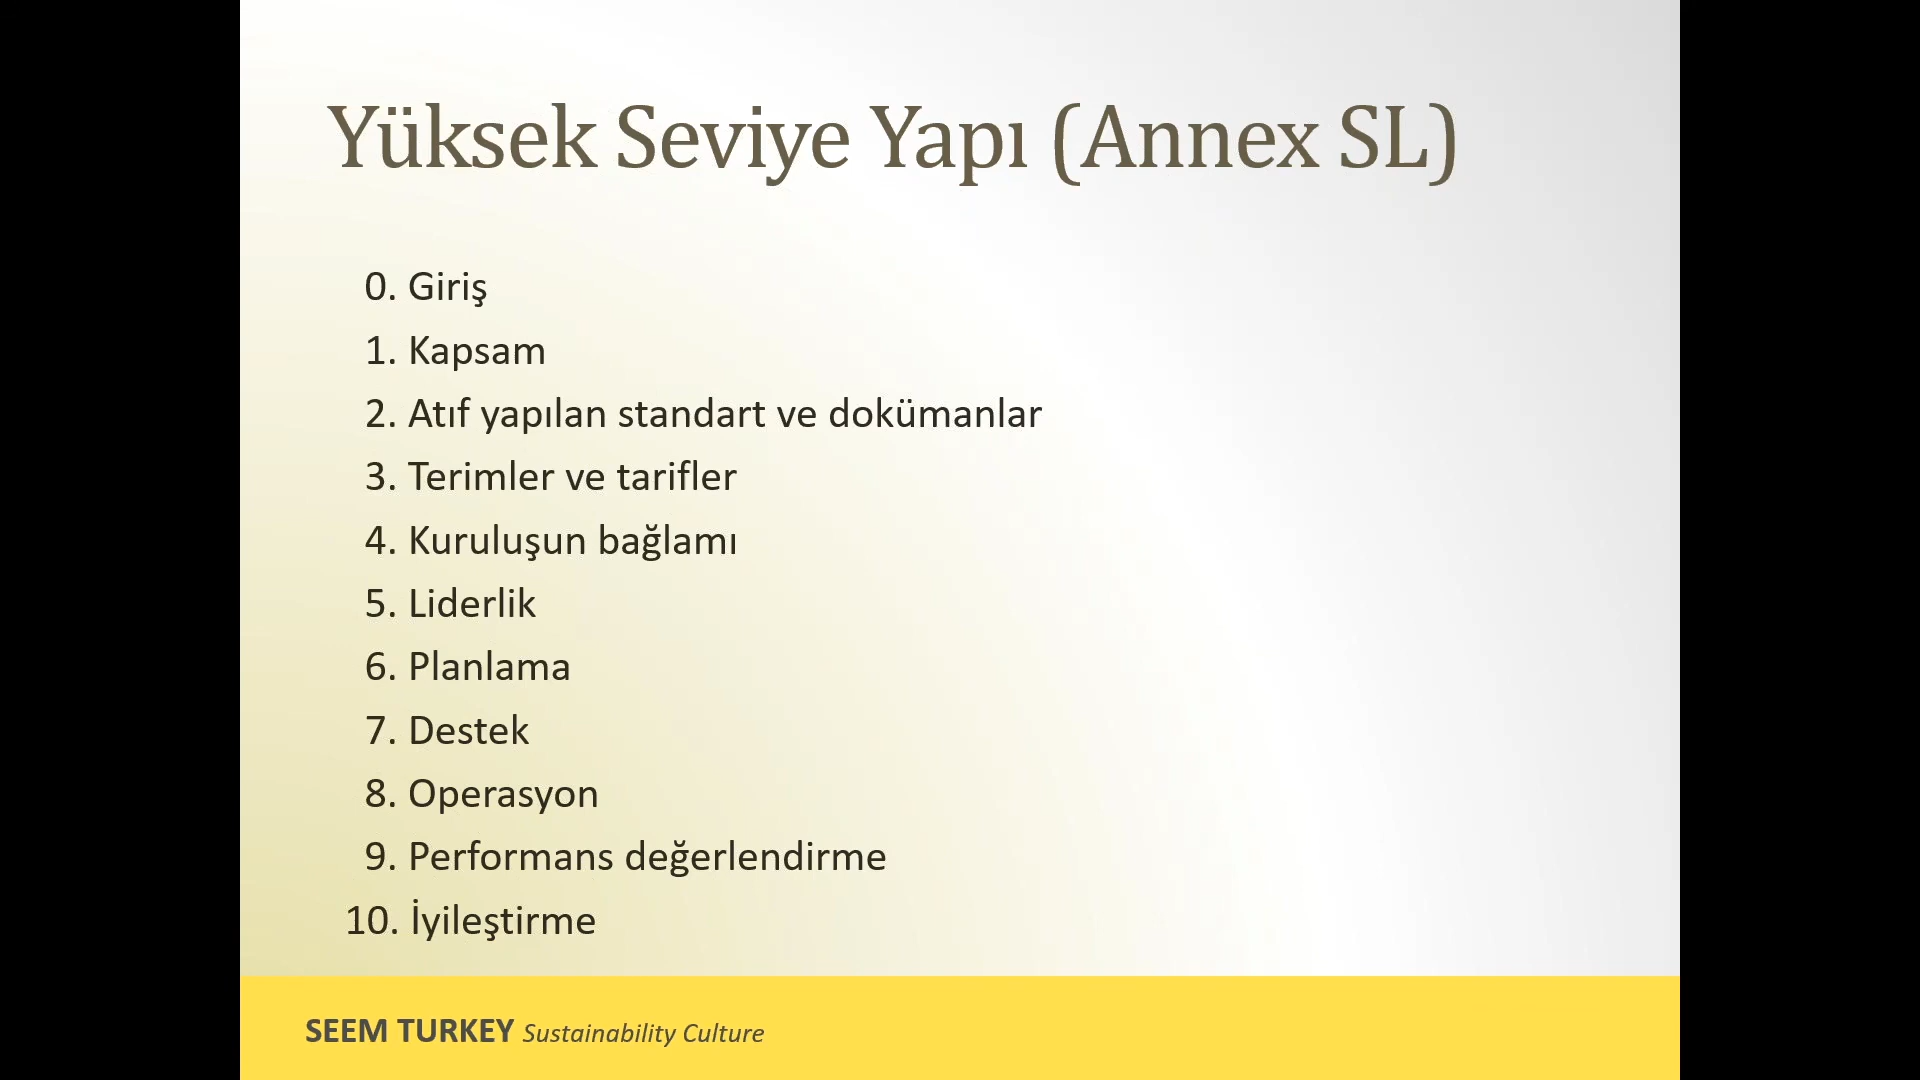 Yüksek Seviye Yapı (Annex SL)
0. Giriş
1. Kapsam
2. Atıf yapılan standart ve dokümanlar
3. Terimler ve tarifler
4. Kuruluşun bağlamı
5. Liderlik
6. Planlama
7. Destek
8. Operasyon
9. Performans değerlendirme
10. İyileştirme
SEEM TURKEY Sustainability Culture